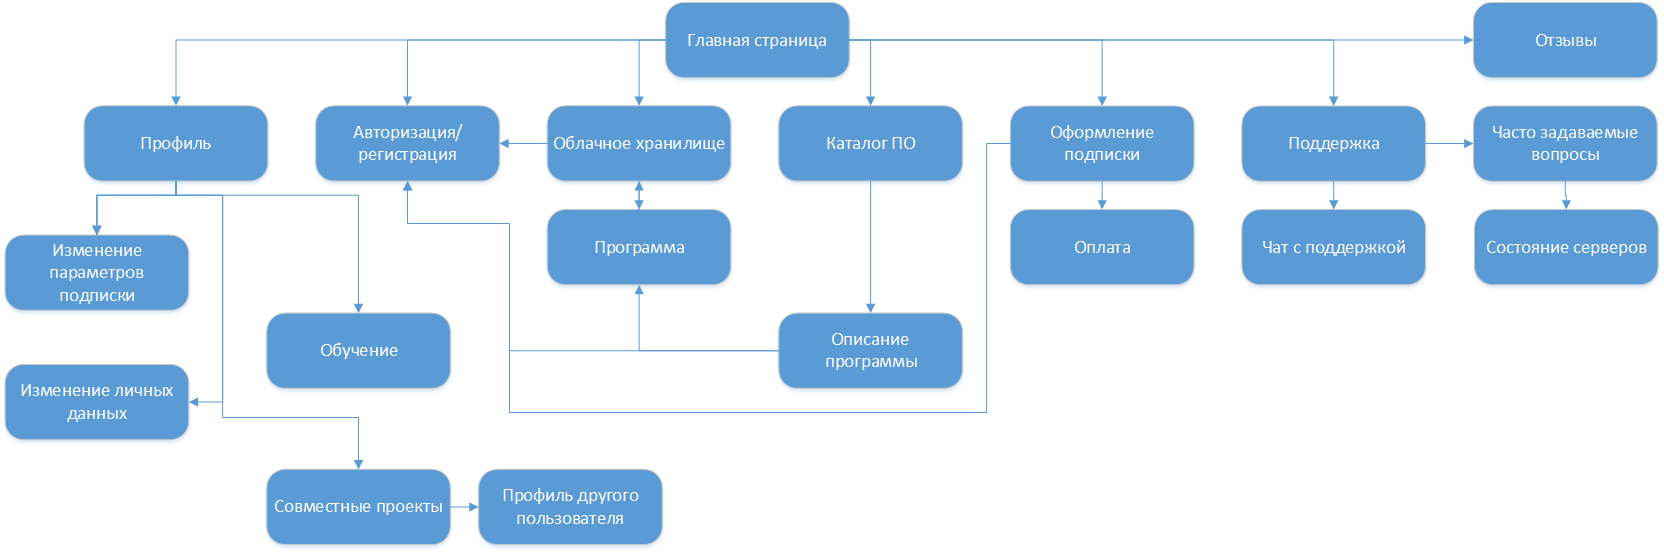 Главная страница
Отзывы
Профиль
Авторизация/
регистрация
Облачное хранилище
Каталог ПО
Оформление
подписки
Поддержка
Часто задаваемые
вопросы
Изменение
параметров
подписки
Программа
Оплата
Чат с поддержкой
Состояние серверов
Обучение
Описание
программы
Изменение личных
данных
Совместные проекты
Профиль другого
пользователя